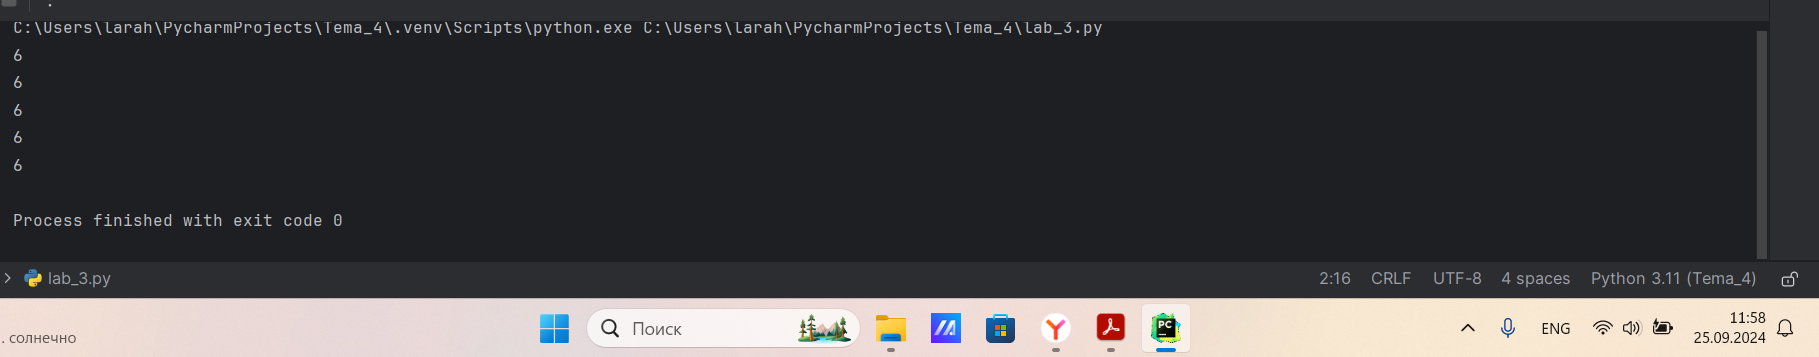 C:\Users\larah\PycharmProjects\Tema_4\.venv\Scripts\python.exe C:\Users\larah\PycharmProjects\Tema_4\lab_3.py
6
6
6
6
6
Process finished with exit code 0
lab_3.py 2:16 CRLF UTF-8 4 spaces Python 3.11 (Tema_4)
. солнечно Поиск PC ENG 11:58
25.09.2024